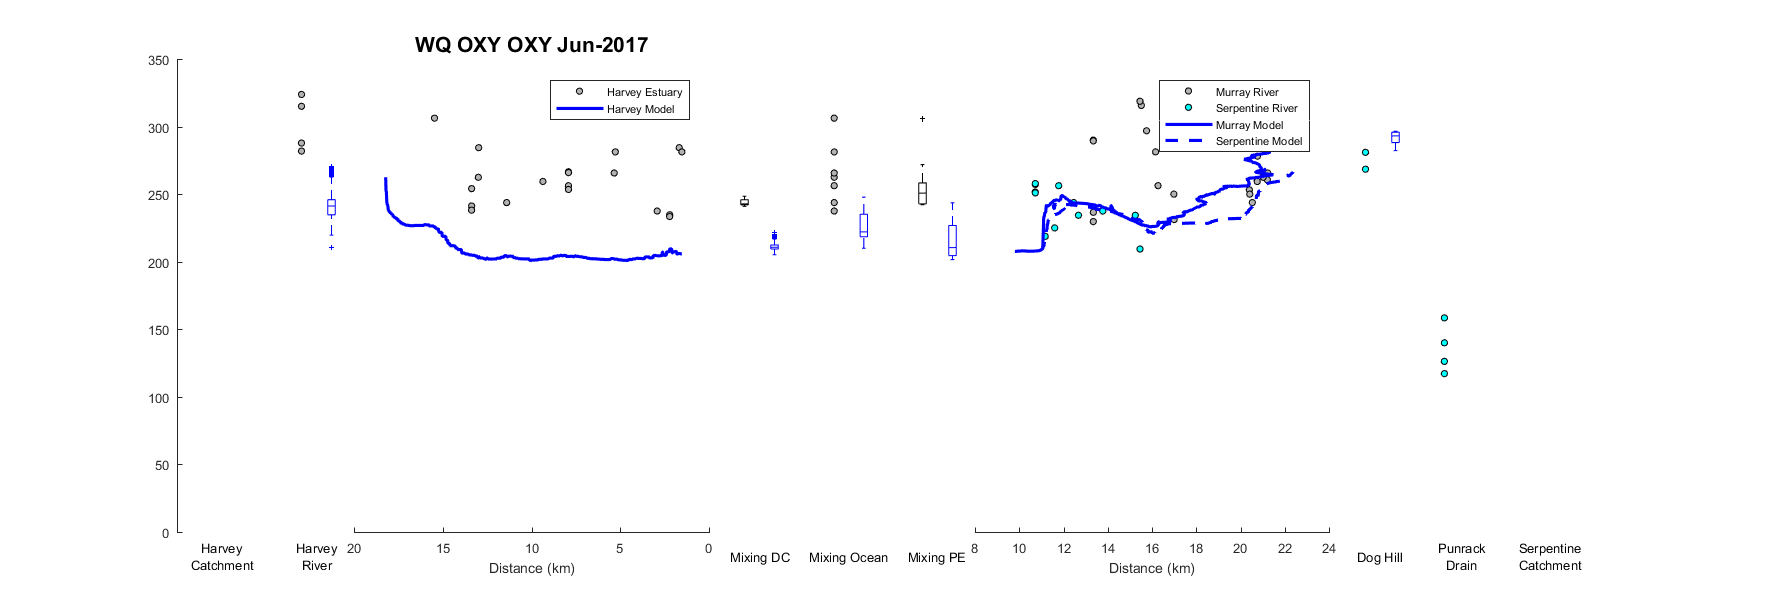 WQ OXY OXY Jun-2017
350
300
250
200
150
100
50
0
Harvey Estuary
Harvey Model
Murray River
Serpentine River
Murray Model
Serpentine Model
Harvey
Catchment
Harvey
River
20 15 10 5 0
Distance (km)
Mixing DC
Mixing Ocean
Mixing PE
8 10 12 14 16 18 20 22 24
Distance (km)
Dog Hill
Punrack
Drain
Serpentine
Catchment